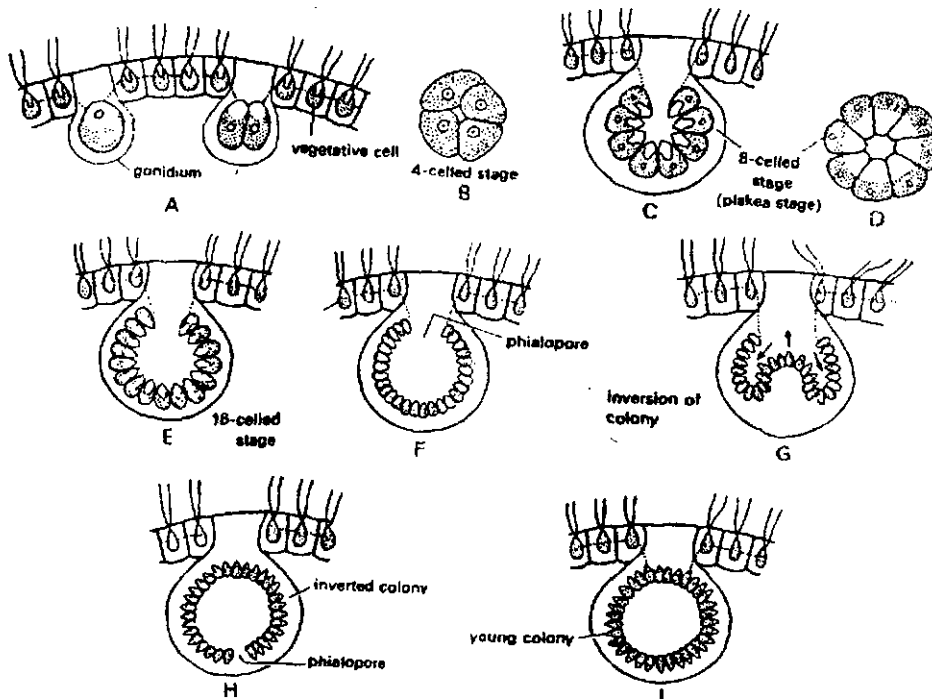 gonidium
vegetative cell
A
4-celled stage
B
C
8-celled
stage
(plakea stage)
D
E
16-celled
stage
phialopore
F
Inversion of
colony
G
inverted colony
phialopore
H
young colony
I